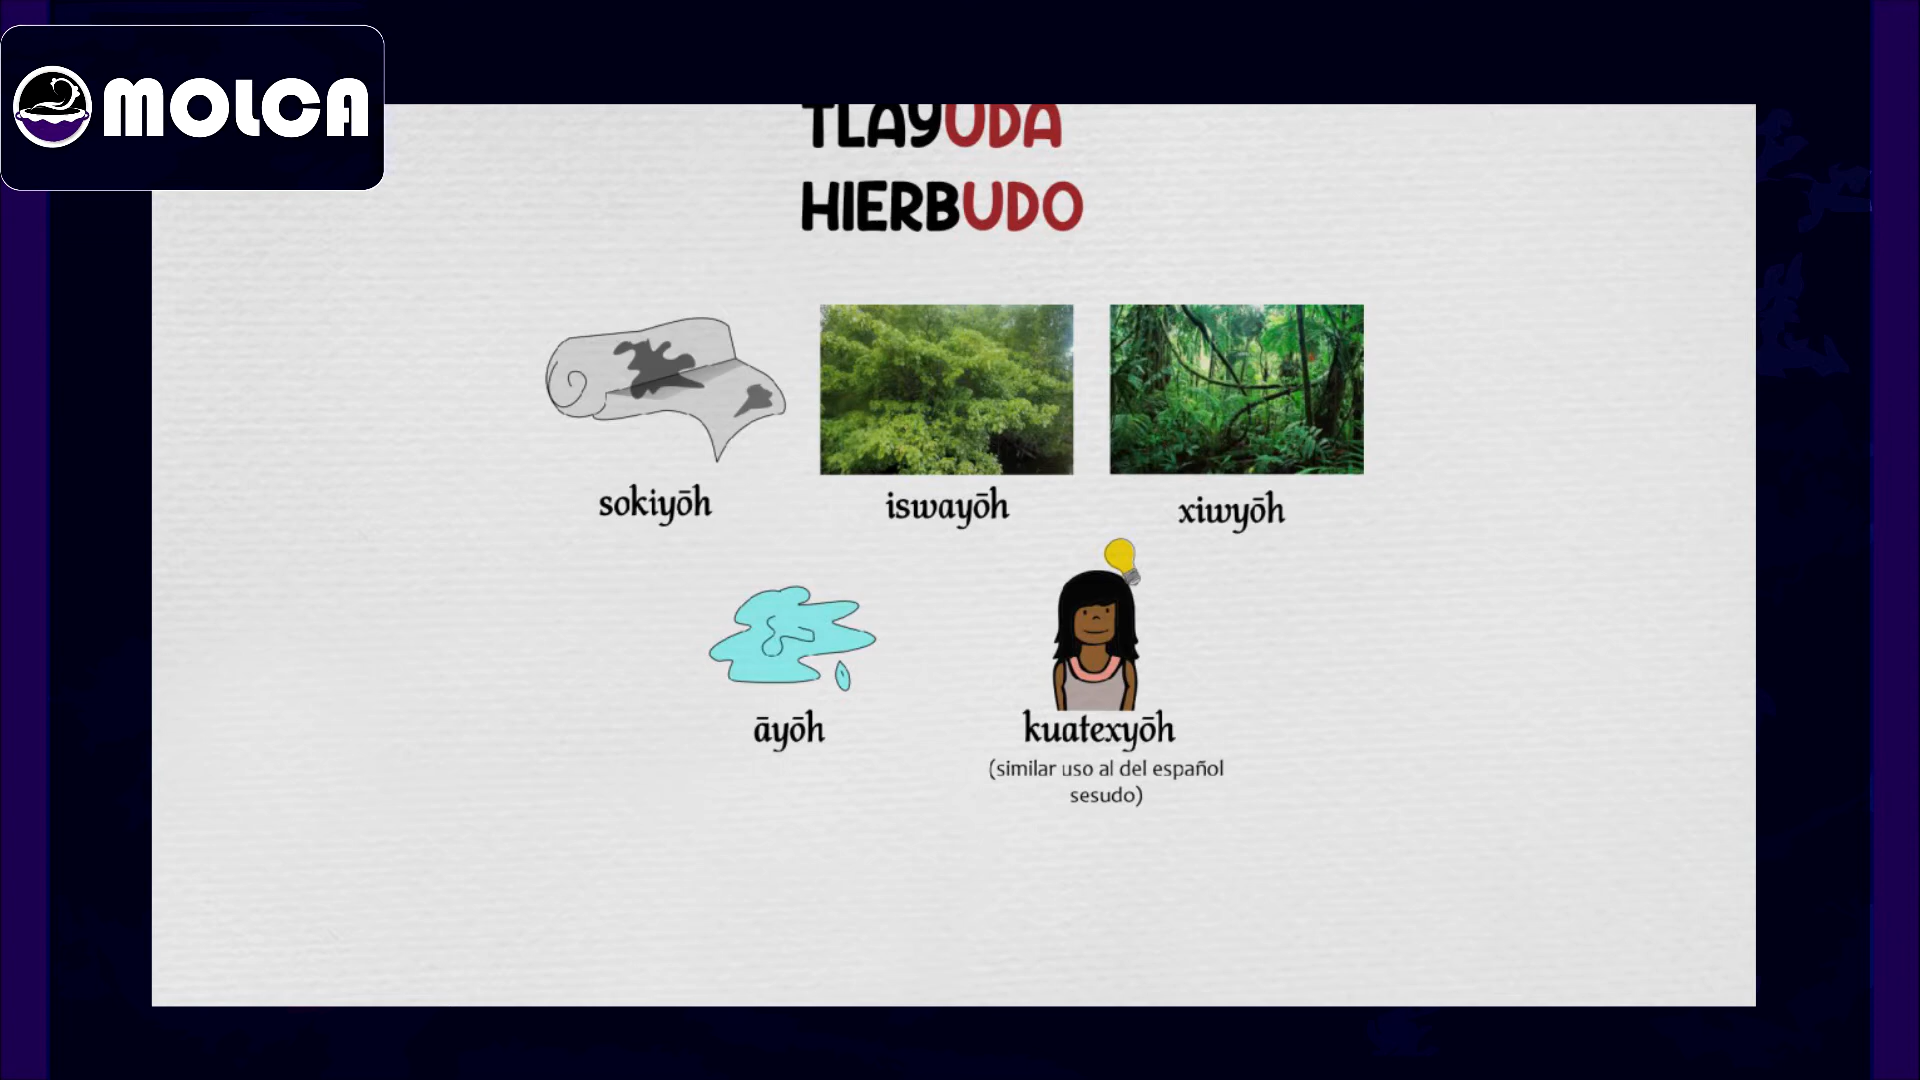 MOLCA
TLAYUDA
HIERBUDO
sokiyōh
iswayōh
xiwyōh
āyōh
kuatexyōh
(similar uso al del español
sesudo)